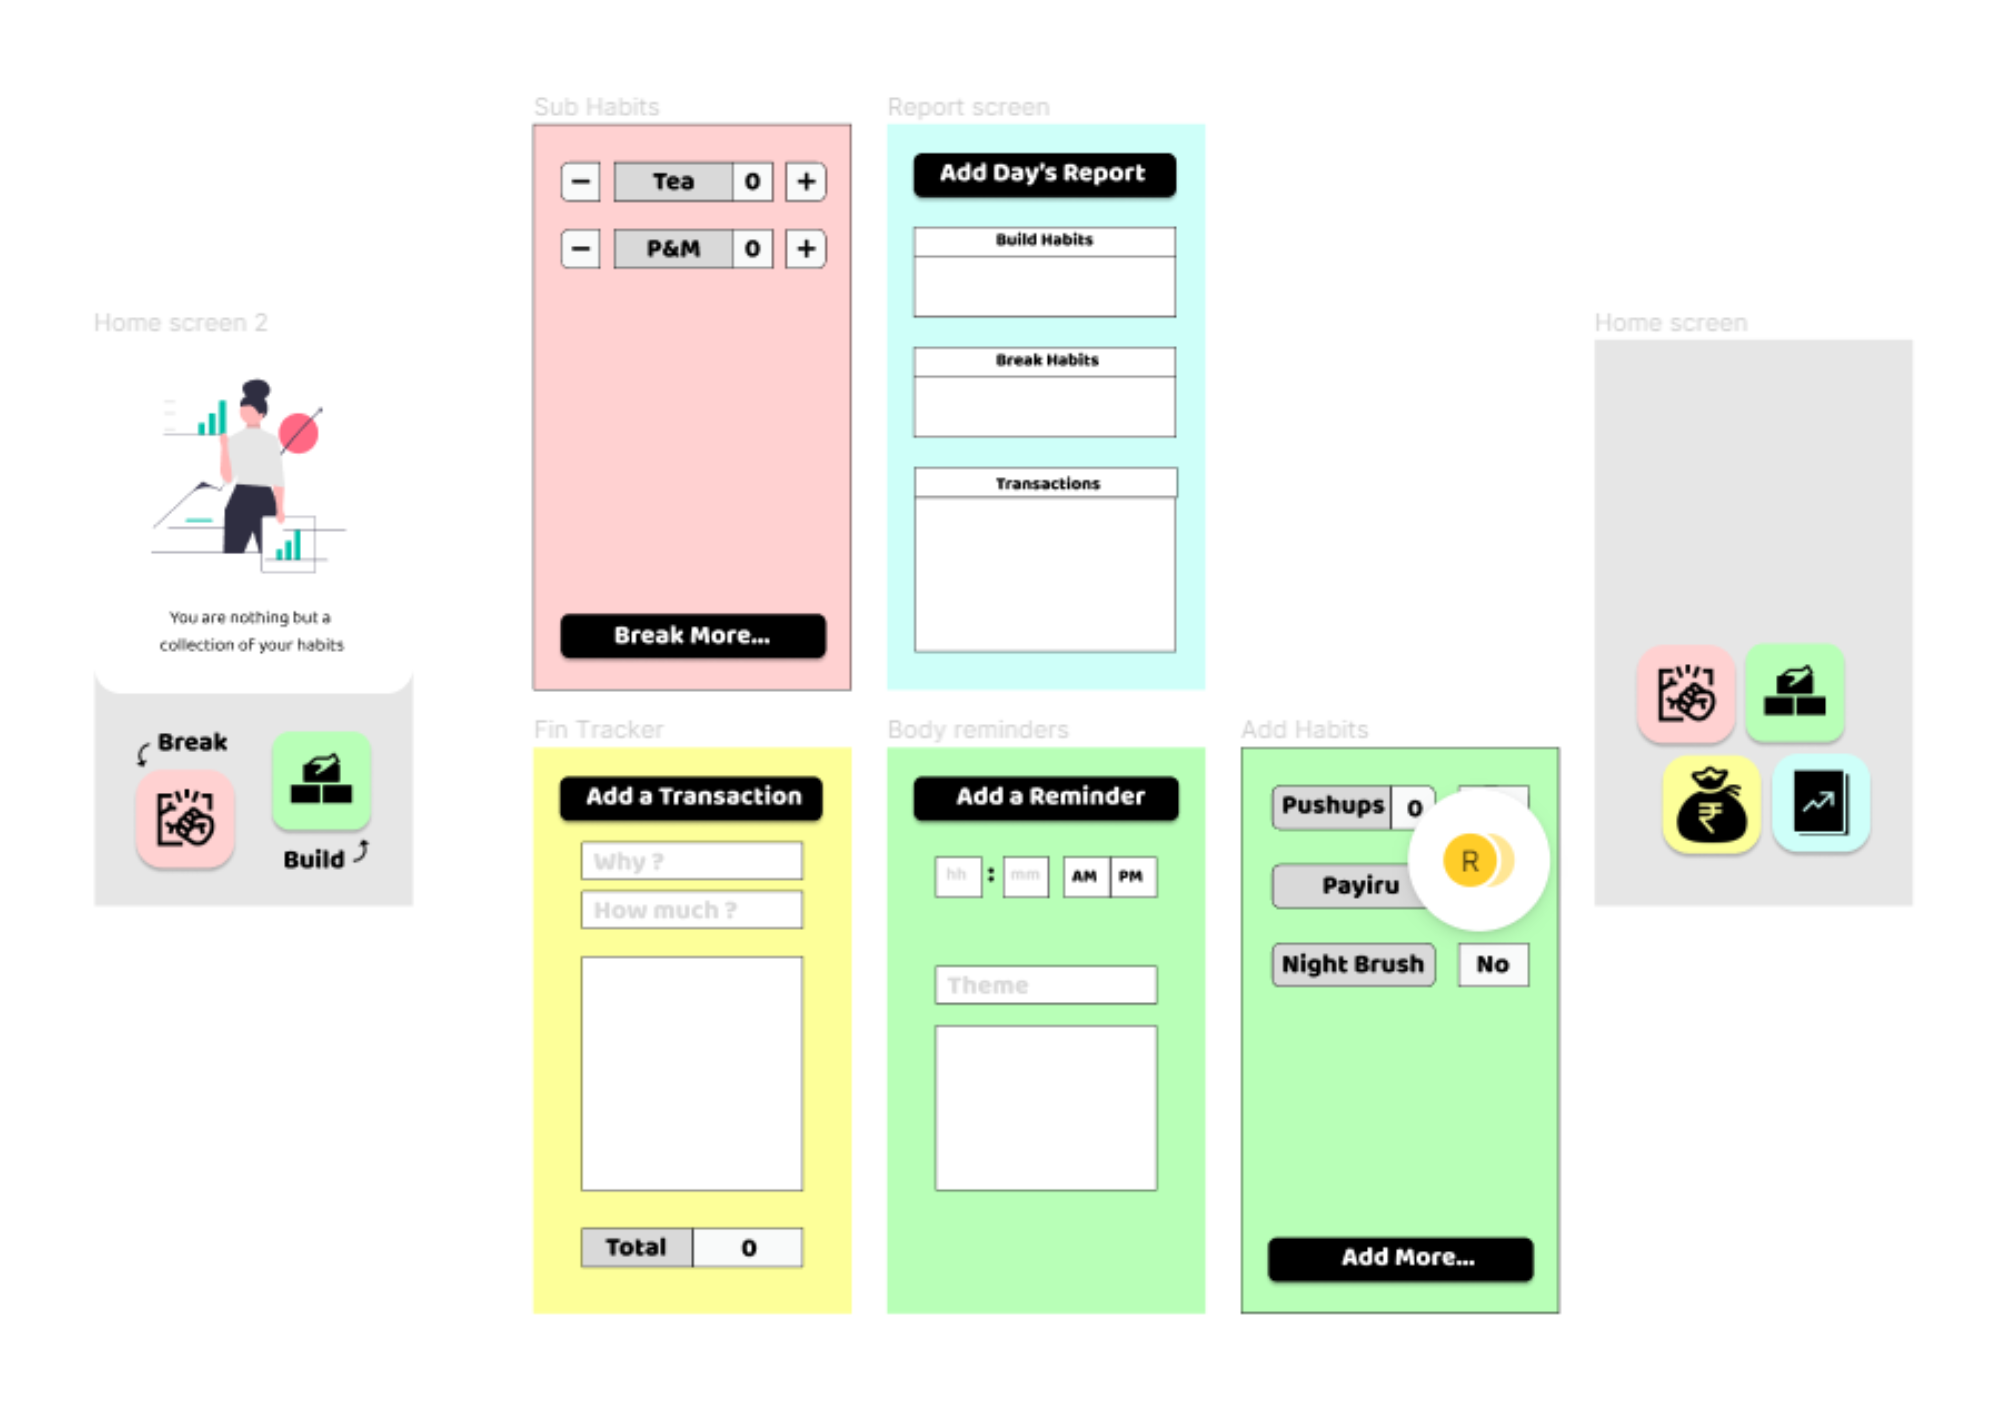 Sub Habits
Report screen
− Tea 0 +
− P&M 0 +
Break More...
Add Day's Report
Build Habits
Break Habits
Transactions
Home screen 2
You are nothing but a
collection of your habits
Break
Build
Home screen
₹
Fin Tracker
Add a Transaction
Why ?
How much ?
Total 0
Body reminders
Add a Reminder
hh : mm AM PM
Theme
Add Habits
Pushups 0
R
Payiru
Night Brush No
Add More...